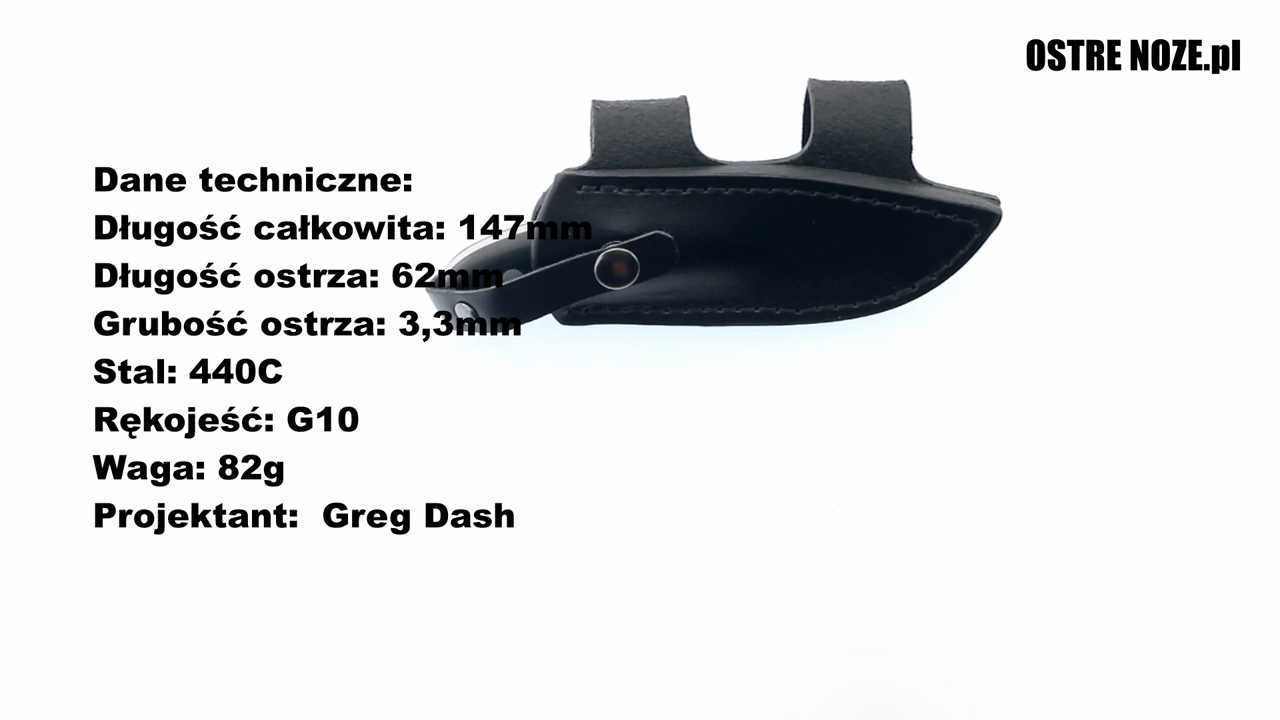 OSTRE NOZE.pl
Dane techniczne:
Długość całkowita: 147mm
Długość ostrza: 62mm
Grubość ostrza: 3,3mm
Stal: 440C
Rękojeść: G10
Waga: 82g
Projektant:  Greg Dash